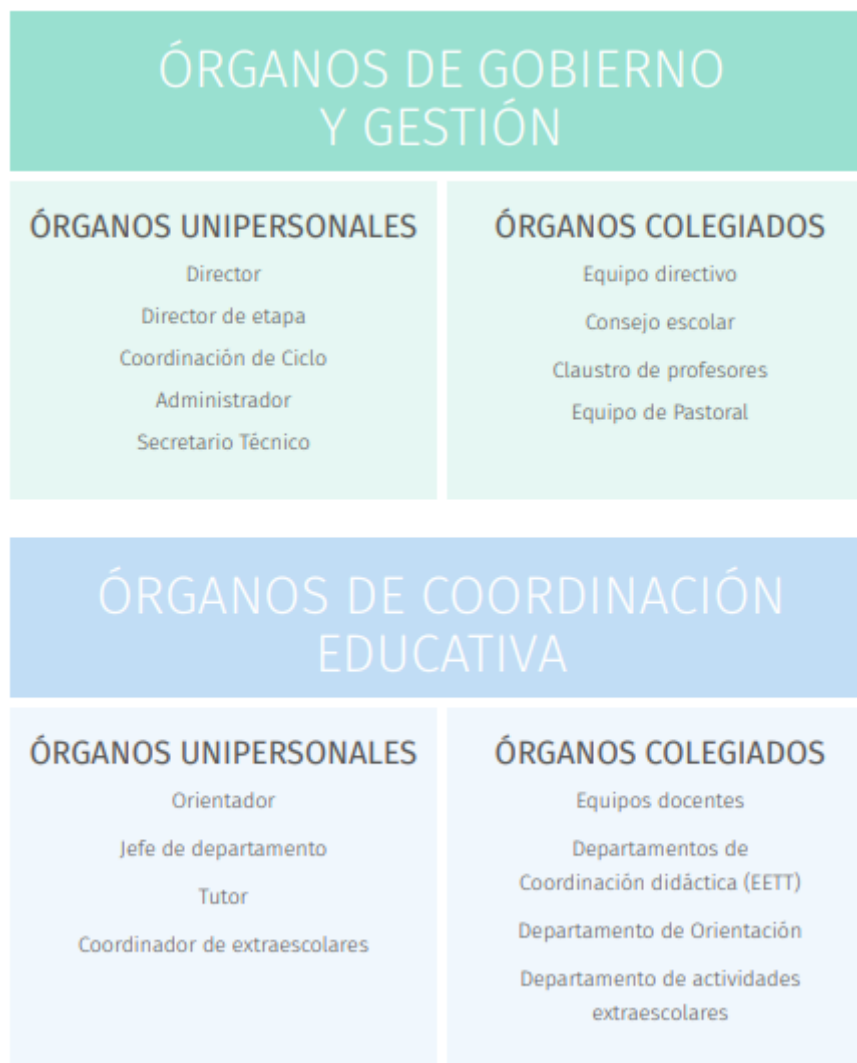 ÓRGANOS DE GOBIERNO
Y GESTIÓN
ÓRGANOS UNIPERSONALES
Director
Director de etapa
Coordinación de Ciclo
Administrador
Secretario Técnico
ÓRGANOS COLEGIADOS
Equipo directivo
Consejo escolar
Claustro de profesores
Equipo de Pastoral
ÓRGANOS DE COORDINACIÓN
EDUCATIVA
ÓRGANOS UNIPERSONALES
Orientador
Jefe de departamento
Tutor
Coordinador de extraescolares
ÓRGANOS COLEGIADOS
Equipos docentes
Departamentos de
Coordinación didáctica (EETT)
Departamento de Orientación
Departamento de actividades
extraescolares